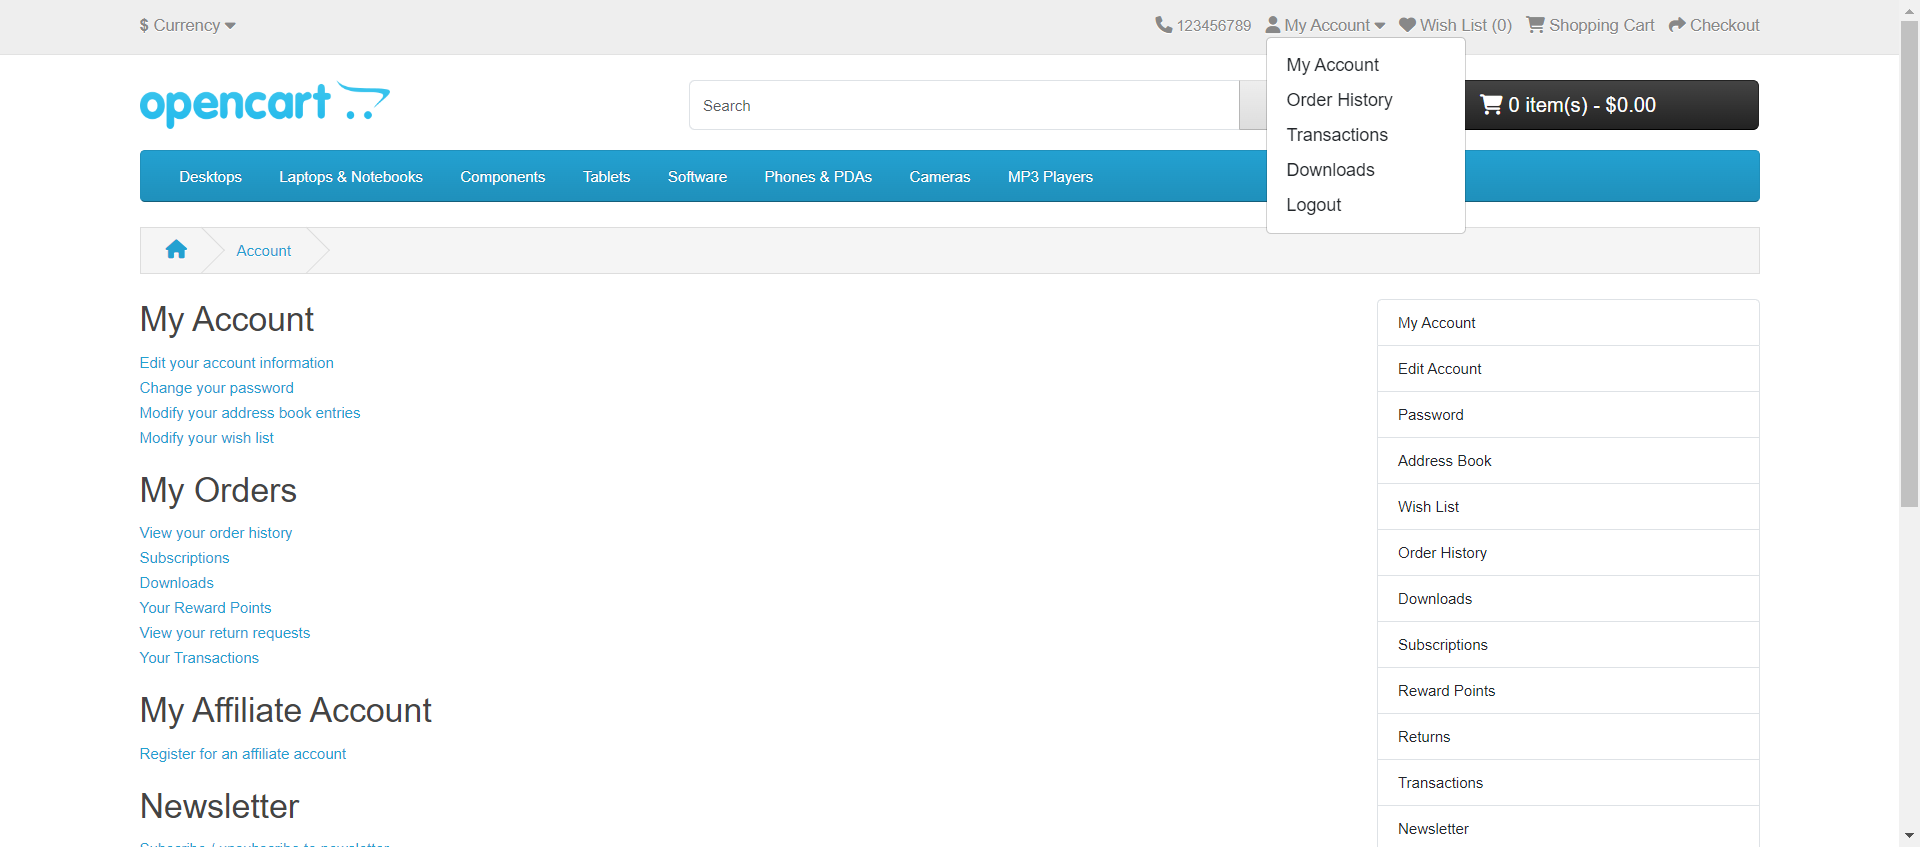 $ Currency
123456789 My Account Wish List (0) Shopping Cart Checkout
My Account
Order History
Transactions
Downloads
Logout
opencart
Search
0 item(s) - $0.00
Desktops Laptops & Notebooks Components Tablets Software Phones & PDAs Cameras MP3 Players
Account
My Account
Edit your account information
Change your password
Modify your address book entries
Modify your wish list
My Orders
View your order history
Subscriptions
Downloads
Your Reward Points
View your return requests
Your Transactions
My Affiliate Account
Register for an affiliate account
Newsletter
Subscribe / unsubscribe to newsletter
My Account
Edit Account
Password
Address Book
Wish List
Order History
Downloads
Subscriptions
Reward Points
Returns
Transactions
Newsletter